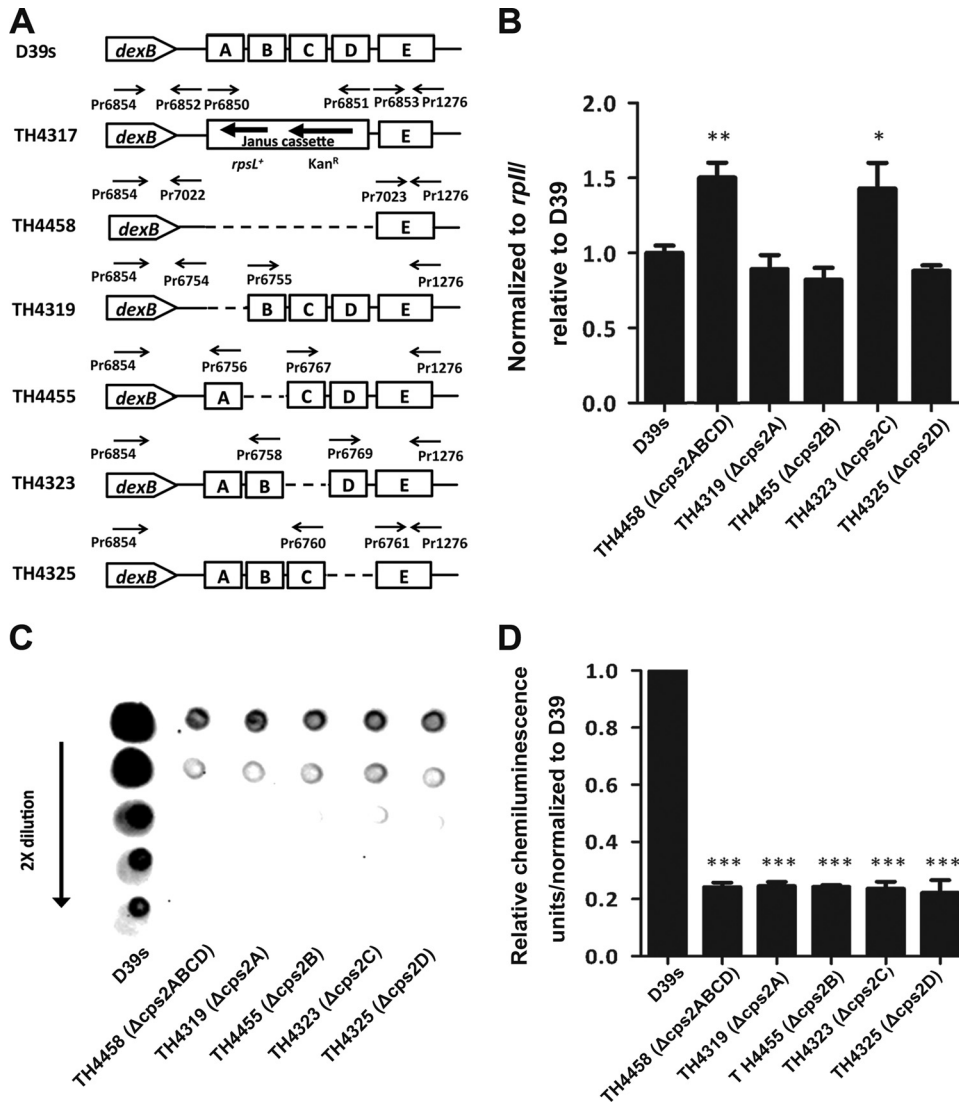 A
D39s
dexB A B C D E
Pr6854 Pr6852 Pr6850 Pr6851 Pr6853 Pr1276
TH4317
dexB Janus cassette E
rpsL+ KanR
Pr6854 Pr7022 Pr7023 Pr1276
TH4458
dexB E
Pr6854 Pr6754 Pr6755 Pr1276
TH4319
dexB B C D E
Pr6854 Pr6756 Pr6767 Pr1276
TH4455
dexB A C D E
Pr6854 Pr6758 Pr6769 Pr1276
TH4323
dexB A B D E
Pr6854 Pr6760 Pr6761 Pr1276
TH4325
dexB A B C E
B
Normalized to rplI/
relative to D39
2.0
1.5
1.0
0.5
0.0
** *
D39s
TH4458 (Δcps2ABCD)
TH4319 (Δcps2A)
TH4455 (Δcps2B)
TH4323 (Δcps2C)
TH4325 (Δcps2D)
C
2X dilution
D39s
TH4458 (Δcps2ABCD)
TH4319 (Δcps2A)
TH4455 (Δcps2B)
TH4323 (Δcps2C)
TH4325 (Δcps2D)
D
Relative chemiluminescence
units/normalized to D39
1.0
0.8
0.6
0.4
0.2
0.0
*** *** *** *** ***
D39s
TH4458 (Δcps2ABCD)
TH4319 (Δcps2A)
T H4455 (Δcps2B)
TH4323 (Δcps2C)
TH4325 (Δcps2D)